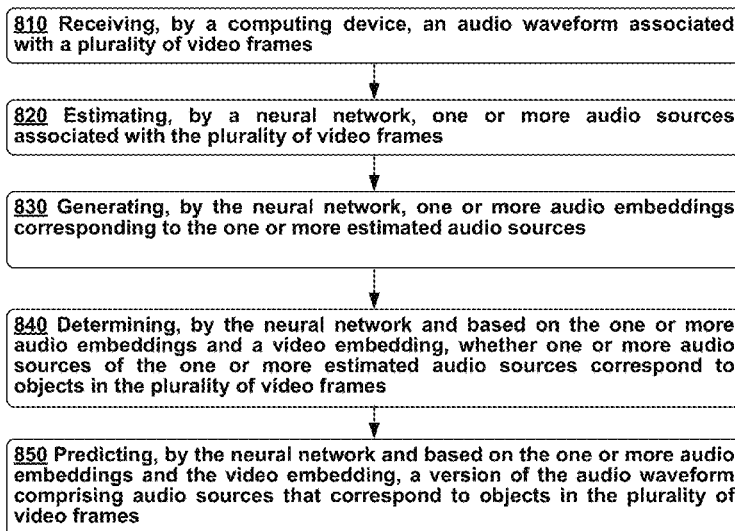 810 Receiving, by a computing device, an audio waveform associated
with a plurality of video frames
820 Estimating, by a neural network, one or more audio sources
associated with the plurality of video frames
830 Generating, by the neural network, one or more audio embeddings
corresponding to the one or more estimated audio sources
840 Determining, by the neural network and based on the one or more
audio embeddings and a video embedding, whether one or more audio
sources of the one or more estimated audio sources correspond to
objects in the plurality of video frames
850 Predicting, by the neural network and based on the one or more audio
embeddings and the video embedding, a version of the audio waveform
comprising audio sources that correspond to objects in the plurality of
video frames